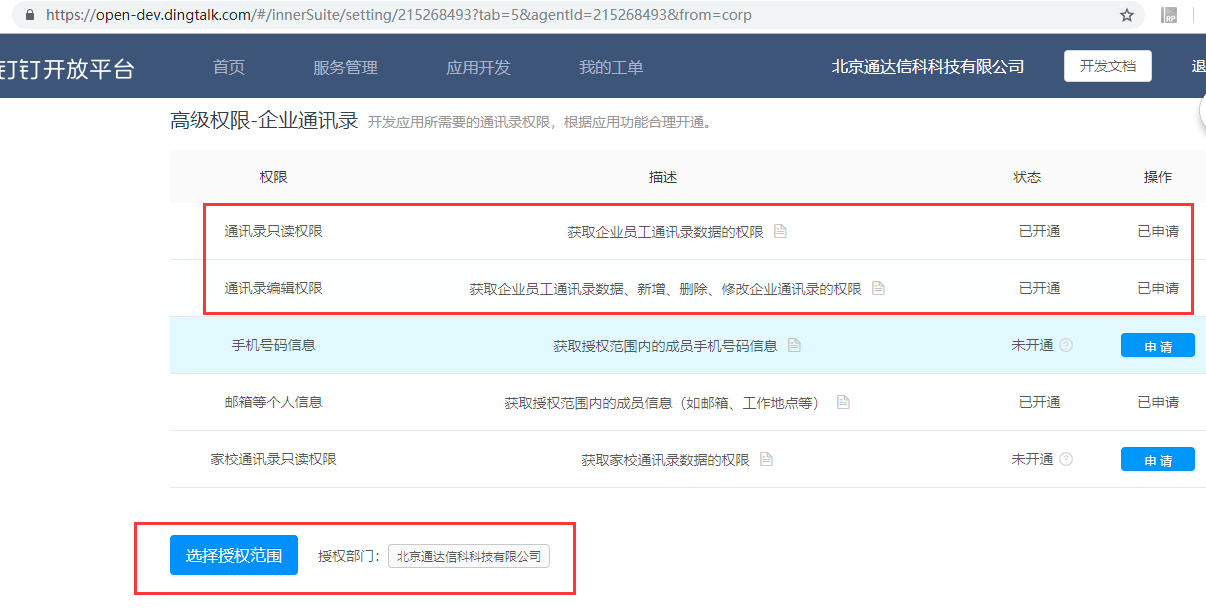 https://open-dev.dingtalk.com/#/innerSuite/setting/215268493?tab=5&agentId=215268493&from=corp
钉钉开放平台 首页 服务管理 应用开发 我的工单 北京通达信科科技有限公司 开发文档 退
高级权限-企业通讯录 开发应用所需要的通讯录权限，根据应用功能合理开通。
权限 描述 状态 操作
通讯录只读权限 获取企业员工通讯录数据的权限 已开通 已申请
通讯录编辑权限 获取企业员工通讯录数据、新增、删除、修改企业通讯录的权限 已开通 已申请
手机号码信息 获取授权范围内的成员手机号码信息 未开通 申请
邮箱等个人信息 获取授权范围内的成员信息（如邮箱、工作地点等） 已开通 已申请
家校通讯录只读权限 获取家校通讯录数据的权限 未开通 申请
选择授权范围 授权部门： 北京通达信科科技有限公司